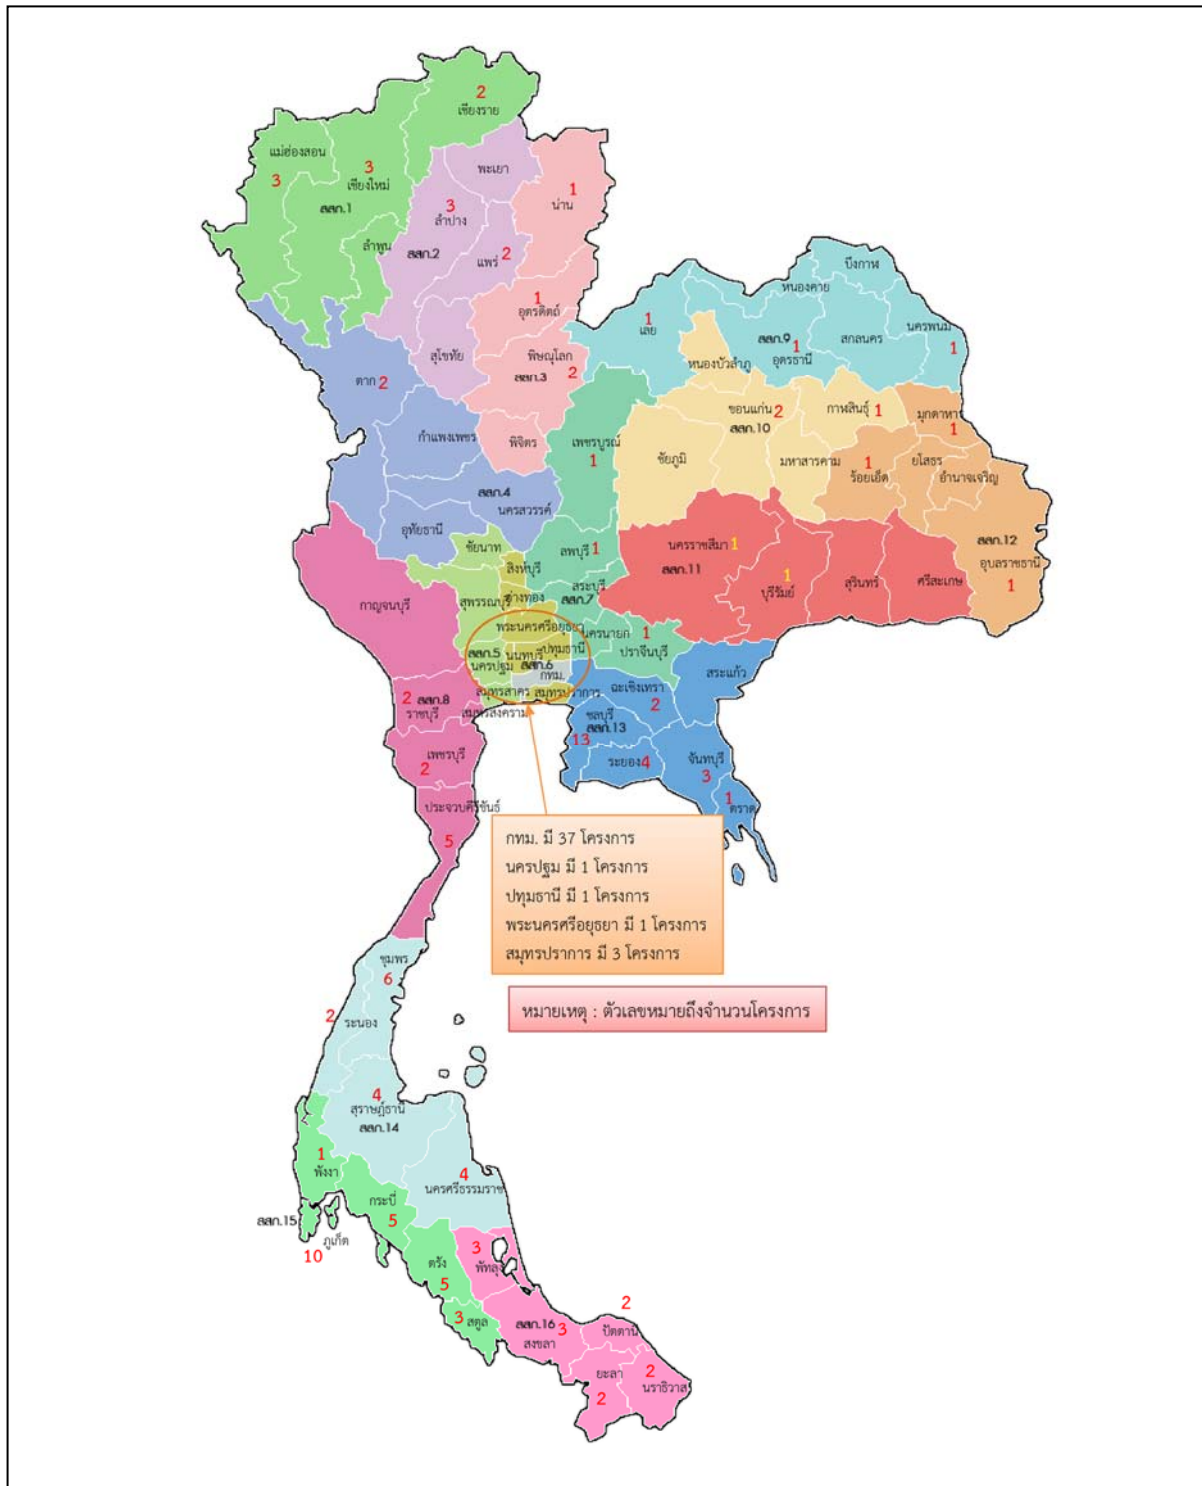 2
เชียงราย
แม่ฮ่องสอน
3
3
เชียงใหม่
สสภ.1
ลำพูน
พะเยา
3
ลำปาง
สสภ.2
แพร่ 2
สุโขทัย
1
น่าน
1
อุตรดิตถ์
พิษณุโลก
สสภ.3
2
พิจิตร
ตาก 2
กำแพงเพชร
สสภ.4
นครสวรรค์
อุทัยธานี
บึงกาฬ
หนองคาย
1
เลย
สสภ.9
1
อุดรธานี
สกลนคร
นครพนม
1
หนองบัวลำภู
ขอนแก่น 2
สสภ.10
กาฬสินธุ์ 1
ชัยภูมิ
มหาสารคาม
มุกดาหา
1
1
ร้อยเอ็ด
ยโสธร
อำนาจเจริญ
สสภ.12
อุบลราชธานี
1
เพชรบูรณ์
1
ลพบุรี 1
สระบุรี
สสภ.7
นครนายก
1
ปราจีนบุรี
นครราชสีมา 1
สสภ.11
1
บุรีรัมย์
สุรินทร์
ศรีสะเกษ
ชัยนาท
สิงห์บุรี
สุพรรณบุรี
อ่างทอง
พระนครศรีอยุธยา
สสภ.5
นครปฐม
นนทบุรี
ปทุมธานี
สสภ.6
กทม.
สมุทรสาคร
สมุทรปราการ
สมุทรสงคราม
กาญจนบุรี
2 สสภ.8
ราชบุรี
เพชรบุรี
2
ประจวบคีรีขันธ์
5
สระแก้ว
ฉะเชิงเทรา
2
ชลบุรี
สสภ.13
13
ระยอง 4
จันทบุรี
3
1
ตราด
กทม. มี 37 โครงการ
นครปฐม มี 1 โครงการ
ปทุมธานี มี 1 โครงการ
พระนครศรีอยุธยา มี 1 โครงการ
สมุทรปราการ มี 3 โครงการ
หมายเหตุ : ตัวเลขหมายถึงจำนวนโครงการ
ชุมพร
6
2
ระนอง
4
สุราษฎ์ธานี
สสภ.14
4
นครศรีธรรมราช
1
พังงา
กระบี่
5
สสภ.15
ภูเก็ต
10
ตรัง
5
3 สตูล
3
พัทลุง
สสภ.16
3
สงขลา
2
ปัตตานี
ยะลา
2
2
นราธิวาส